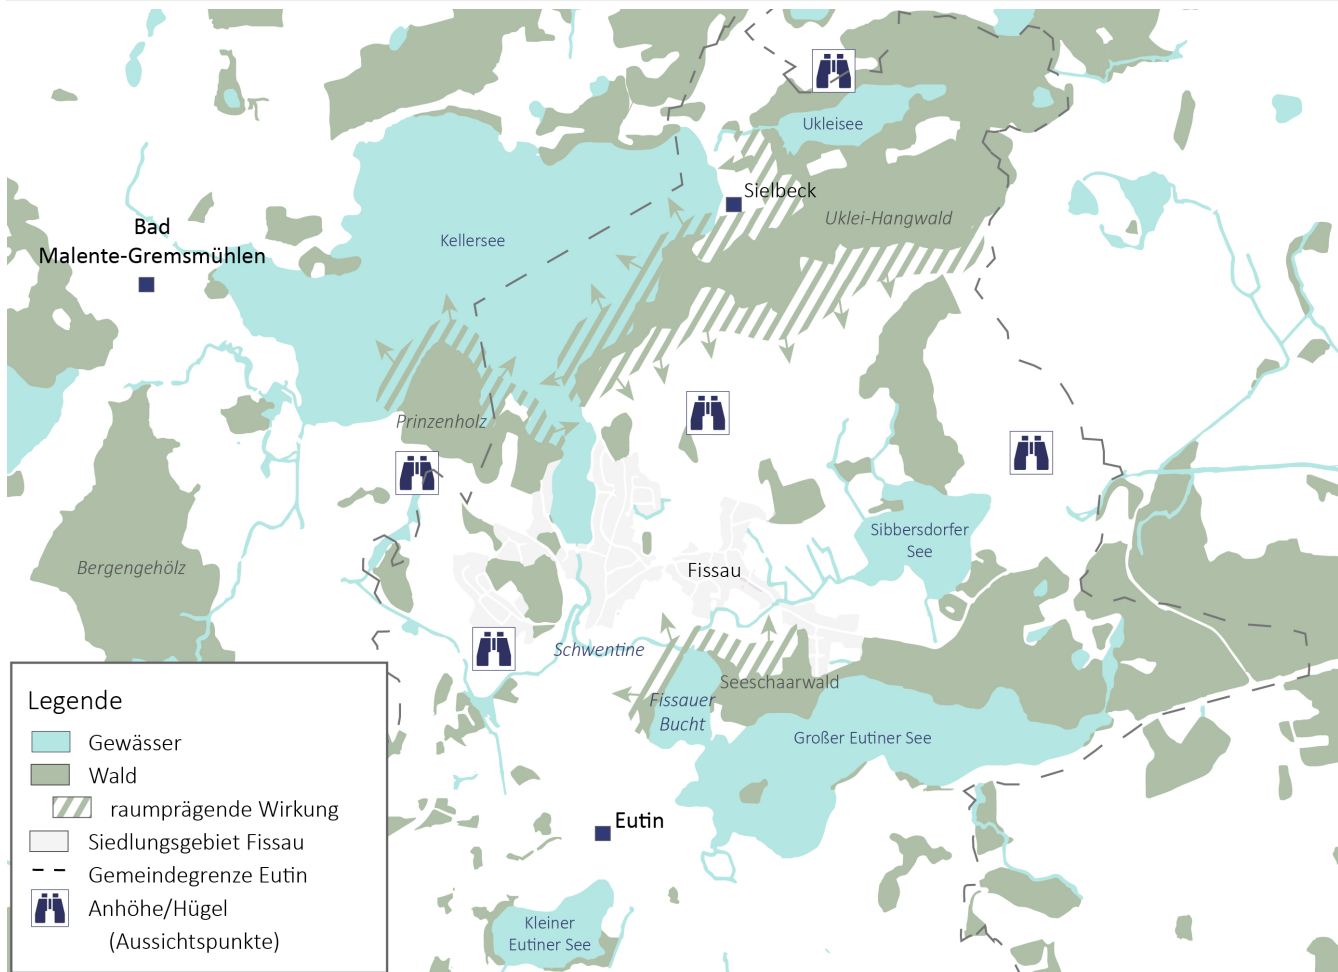 Ukleisee
Sielbeck
Uklei-Hangwald
Bad
Malente-Gremsmühlen
Kellersee
Prinzenholz
Sibbersdorfer
See
Bergengehölz
Fissau
Schwentine
Seeschaarwald
Fissauer
Bucht
Großer Eutiner See
Eutin
Kleiner
Eutiner See
Legende
Gewässer
Wald
raumprägende Wirkung
Siedlungsgebiet Fissau
Gemeindegrenze Eutin
Anhöhe/Hügel
(Aussichtspunkte)